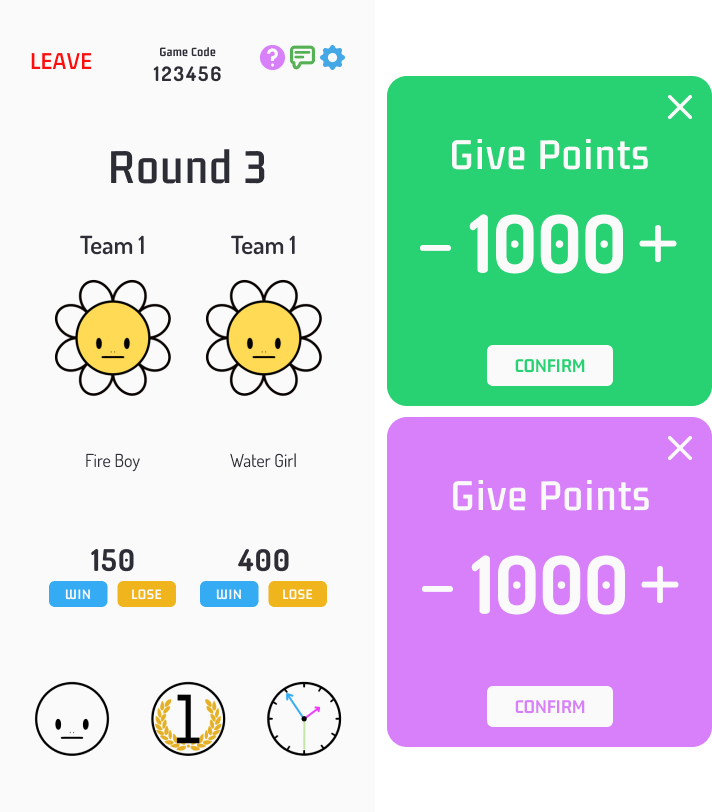 LEAVE
Game Code
123456
?
Round 3
Team 1
Team 1
Fire Boy
Water Girl
150
400
WIN
LOSE
WIN
LOSE
1
Give Points
- 1000 +
CONFIRM
Give Points
- 1000 +
CONFIRM